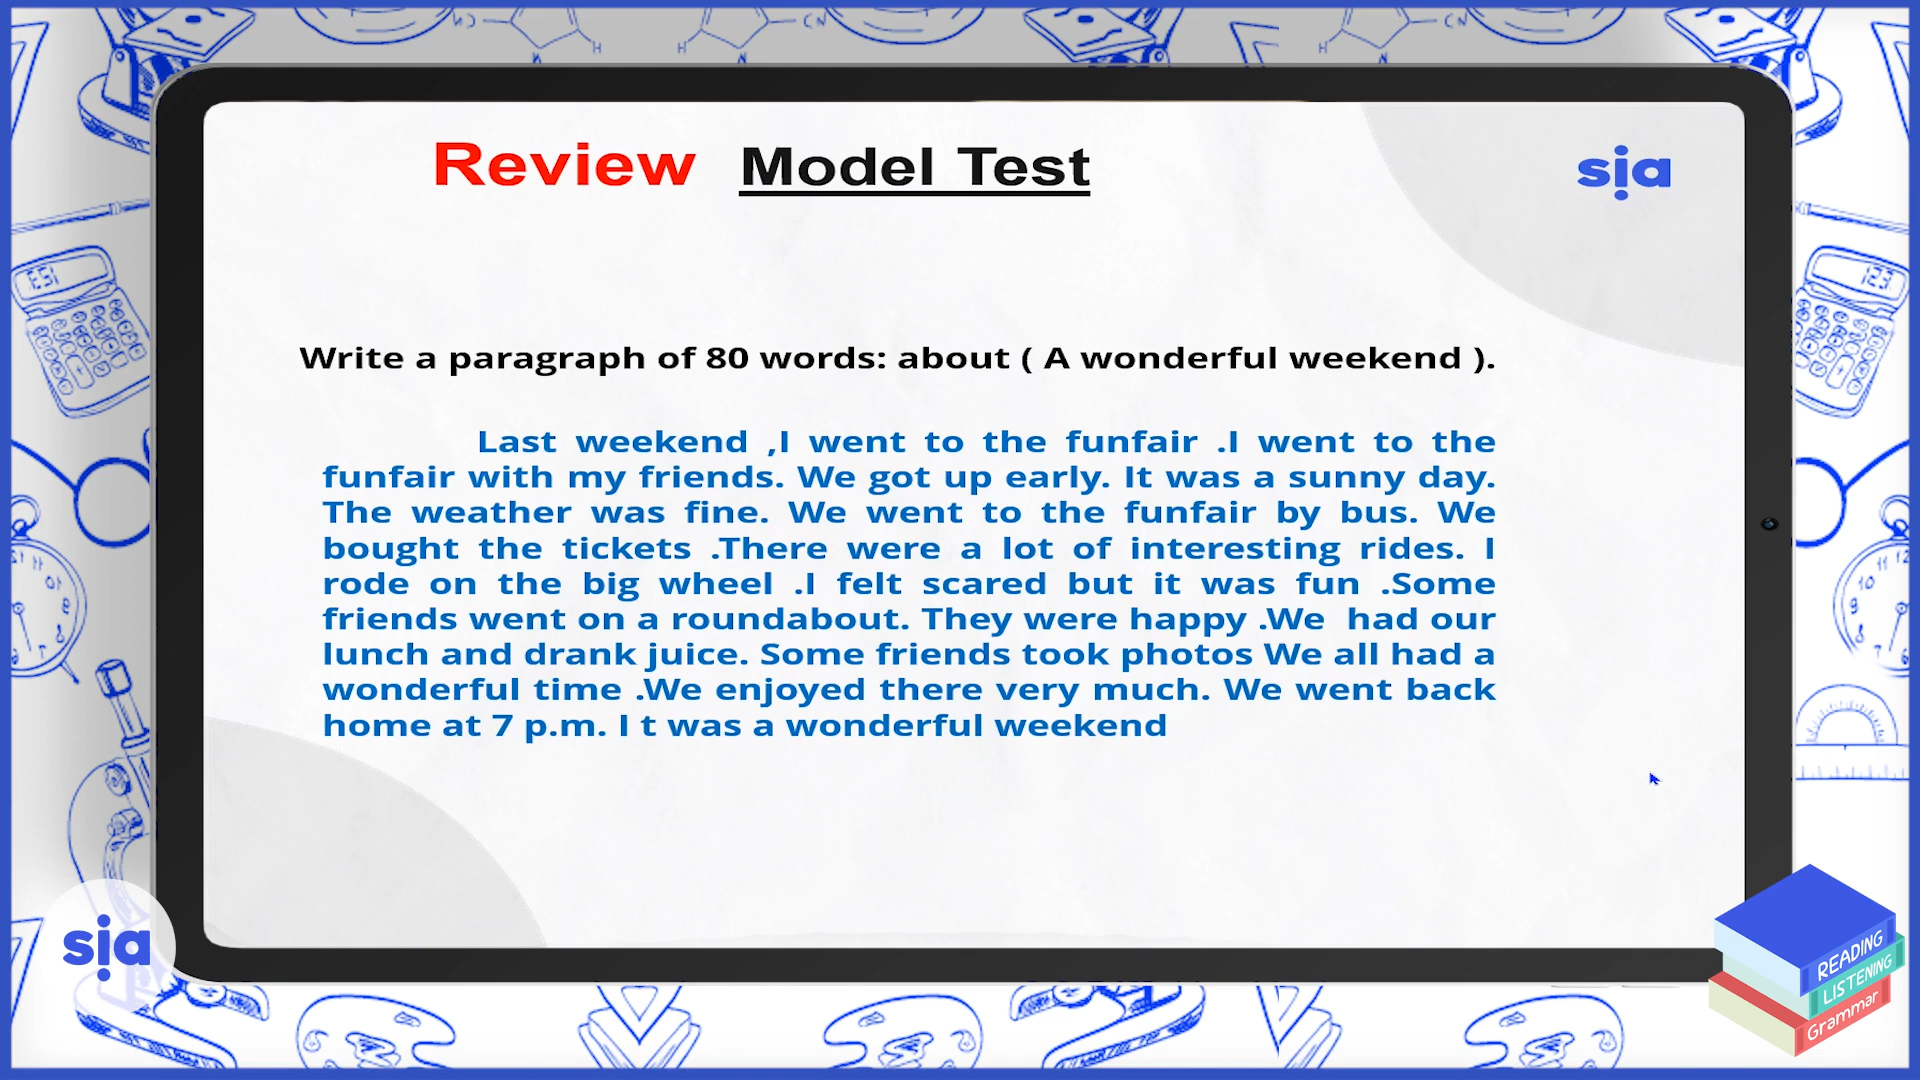 Review Model Test
sia
Write a paragraph of 80 words: about ( A wonderful weekend ).
Last weekend ,I went to the funfair .I went to the
funfair with my friends. We got up early. It was a sunny day.
The weather was fine. We went to the funfair by bus. We
bought the tickets .There were a lot of interesting rides. I
rode on the big wheel .I felt scared but it was fun .Some
friends went on a roundabout. They were happy .We had our
lunch and drank juice. Some friends took photos We all had a
wonderful time .We enjoyed there very much. We went back
home at 7 p.m. I t was a wonderful weekend
sia
READING
LISTENING
Grammar